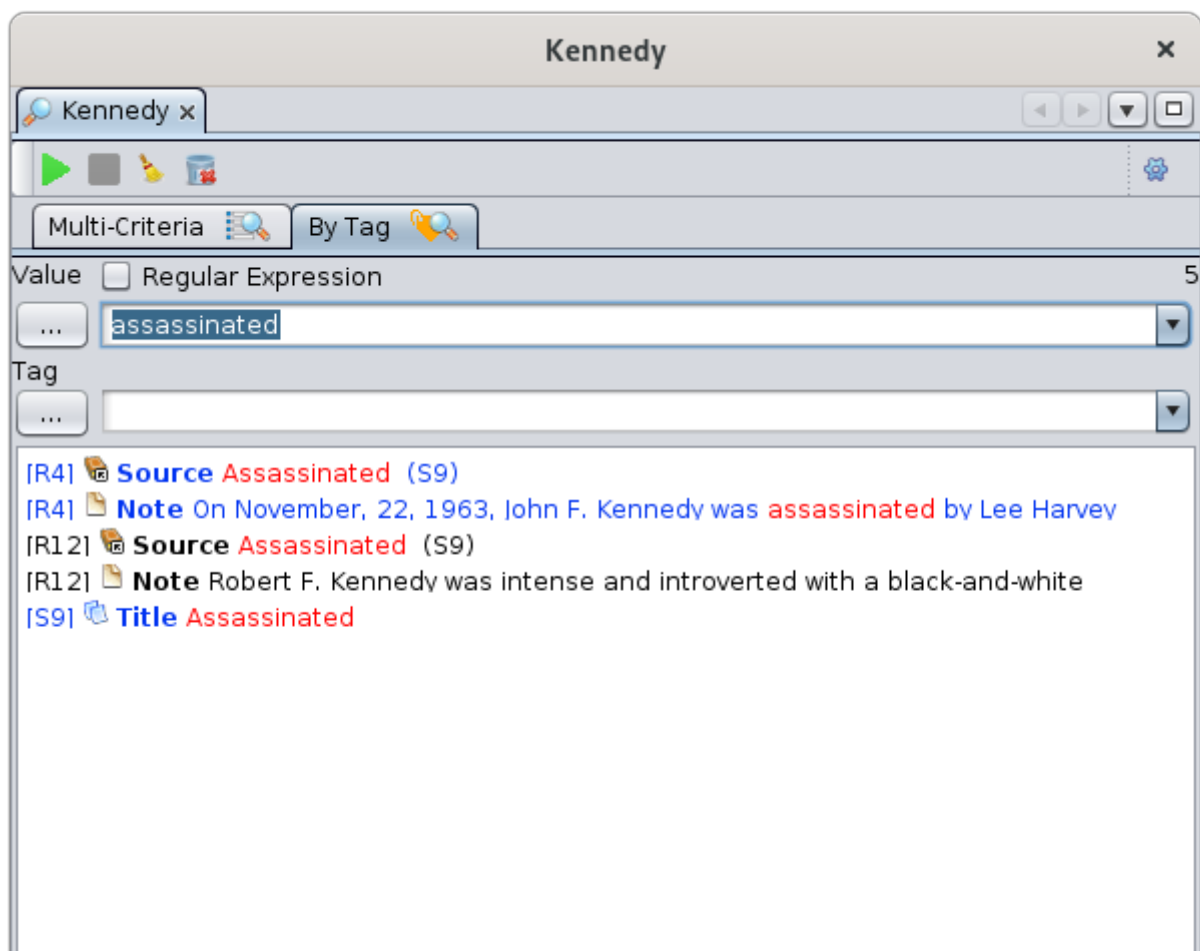 Kennedy
Kennedy
Multi-Criteria By Tag
Value Regular Expression 5
... assassinated
Tag
...
[R4] Source Assassinated (S9)
[R4] Note On November, 22, 1963, John F. Kennedy was assassinated by Lee Harvey
[R12] Source Assassinated (S9)
[R12] Note Robert F. Kennedy was intense and introverted with a black-and-white
[S9] Title Assassinated